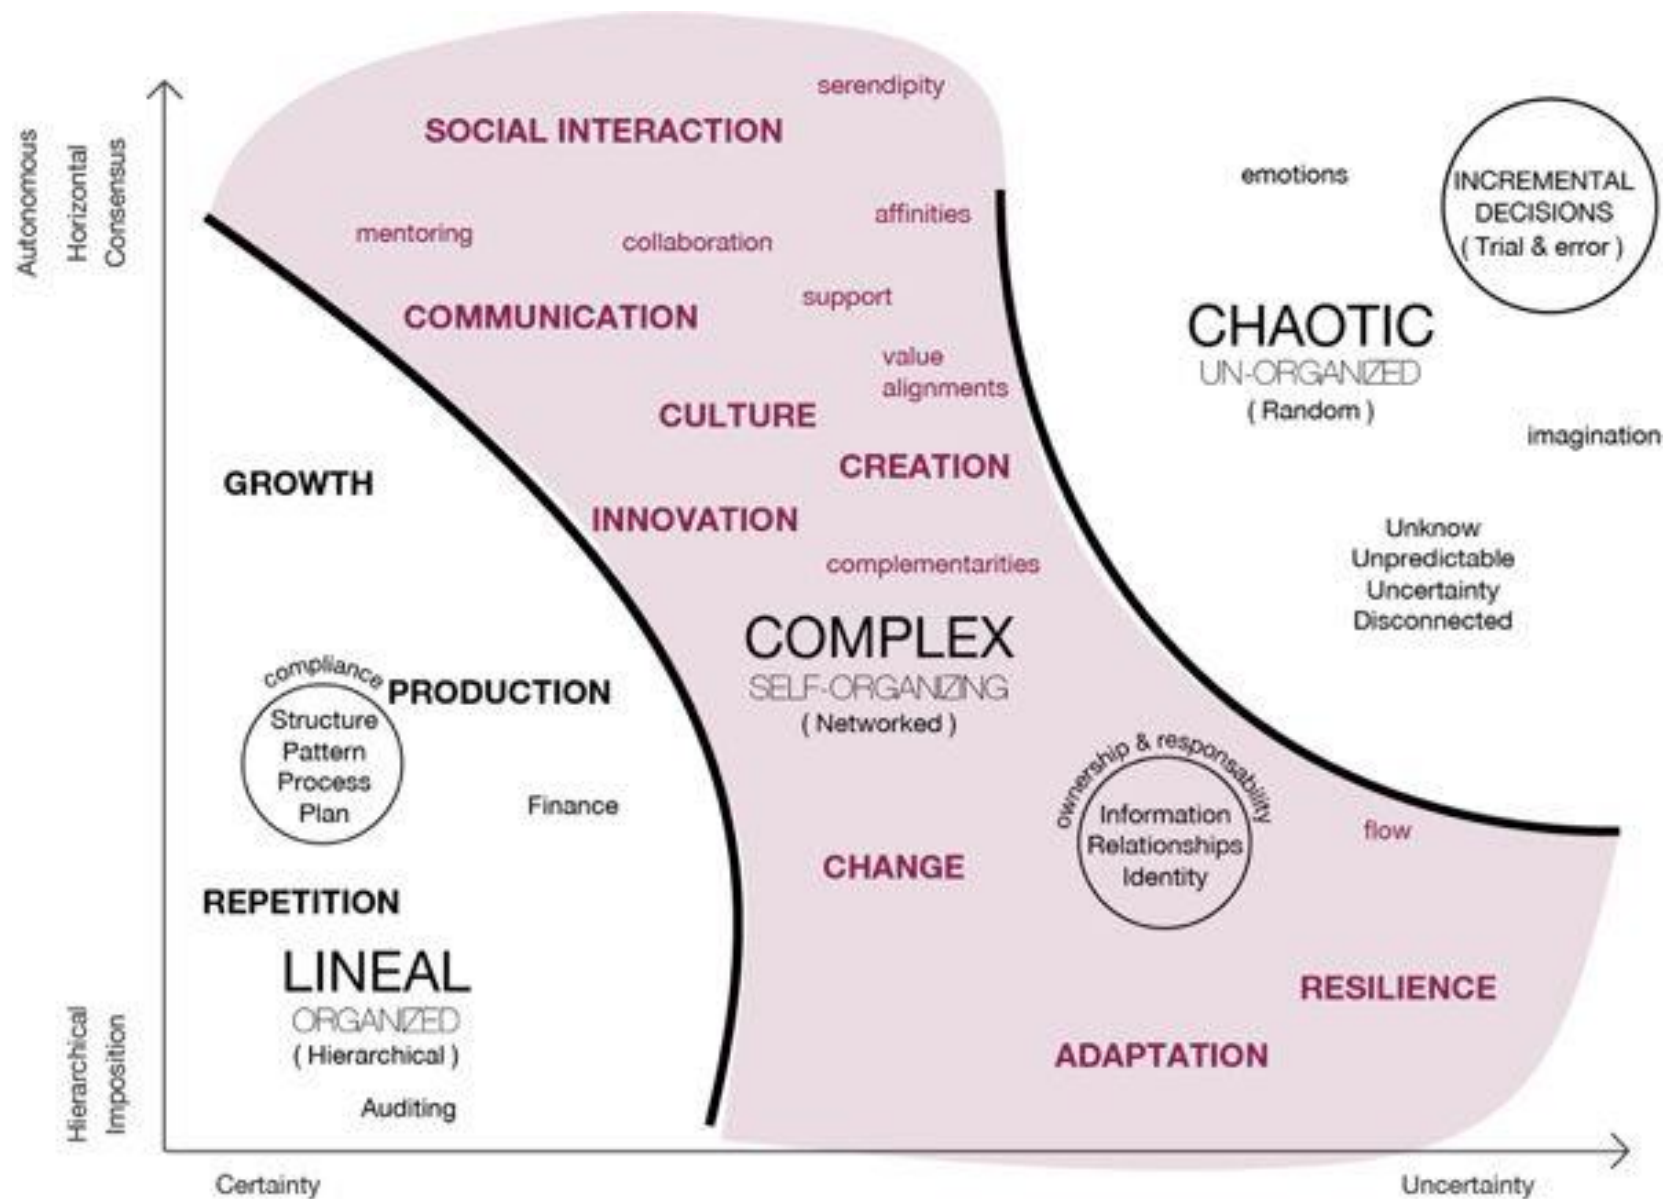 Autonomous
Horizontal
Consensus
Hierarchical
Imposition
serendipity
SOCIAL INTERACTION
mentoring
collaboration
affinities
support
COMMUNICATION
value
alignments
CULTURE
CREATION
INNOVATION
complementarities
COMPLEX
SELF-ORGANIZING
( Networked )
ownership & responsability
Information
Relationships
Identity
flow
CHANGE
RESILIENCE
ADAPTATION
emotions
INCREMENTAL
DECISIONS
( Trial & error )
CHAOTIC
UN-ORGANIZED
( Random )
imagination
Unknow
Unpredictable
Uncertainty
Disconnected
GROWTH
compliance
PRODUCTION
Structure
Pattern
Process
Plan
Finance
REPETITION
LINEAL
ORGANIZED
( Hierarchical )
Auditing
Certainty
Uncertainty